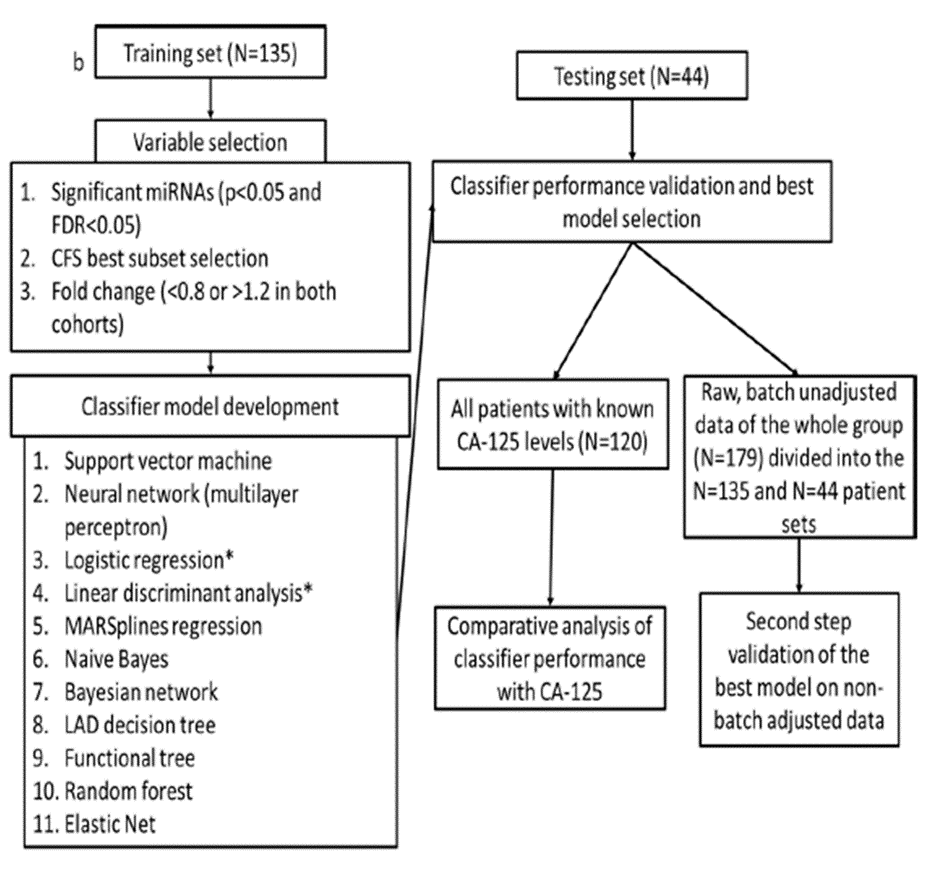 b
Training set (N=135)
Variable selection
1. Significant miRNAs (p<0.05 and
FDR<0.05)
2. CFS best subset selection
3. Fold change (<0.8 or >1.2 in both
cohorts)
Classifier model development
1. Support vector machine
2. Neural network (multilayer
perceptron)
3. Logistic regression*
4. Linear discriminant analysis*
5. MARSplines regression
6. Naive Bayes
7. Bayesian network
8. LAD decision tree
9. Functional tree
10. Random forest
11. Elastic Net
Testing set (N=44)
Classifier performance validation and best
model selection
All patients with known
CA-125 levels (N=120)
Comparative analysis of
classifier performance
with CA-125
Raw, batch unadjusted
data of the whole group
(N=179) divided into the
N=135 and N=44 patient
sets
Second step
validation of the
best model on non-
batch adjusted data